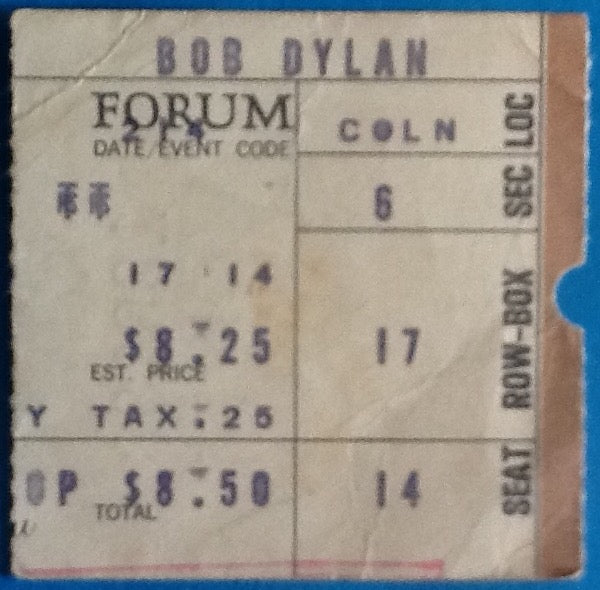 BOB DYLAN
FORUM COLN LOC
DATE/EVENT CODE
6 SEC
17 14
$8.25 17 ROW-BOX
EST. PRICE
Y TAX.25
0P $8.50 14 SEAT
TOTAL